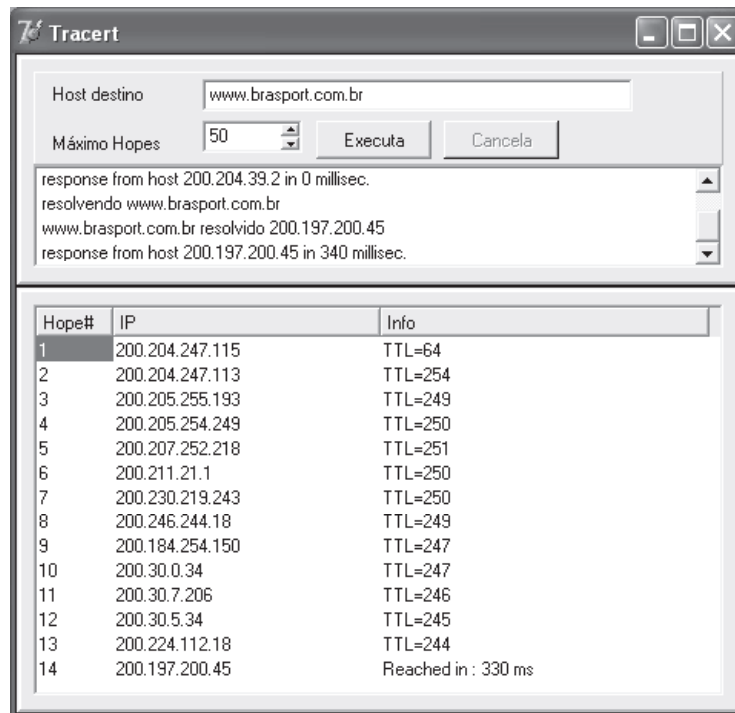 Tracert
Host destino www.brasport.com.br
Máximo Hopes 50 Executa Cancela
response from host 200.204.39.2 in 0 millisec.
resolvendo www.brasport.com.br
www.brasport.com.br resolvido 200.197.200.45
response from host 200.197.200.45 in 340 millisec.
Hope# IP Info
1 200.204.247.115 TTL=64
2 200.204.247.113 TTL=254
3 200.205.255.193 TTL=249
4 200.205.254.249 TTL=250
5 200.207.252.218 TTL=251
6 200.211.21.1 TTL=250
7 200.230.219.243 TTL=250
8 200.246.244.18 TTL=249
9 200.184.254.150 TTL=247
10 200.30.0.34 TTL=247
11 200.30.7.206 TTL=246
12 200.30.5.34 TTL=245
13 200.224.112.18 TTL=244
14 200.197.200.45 Reached in : 330 ms